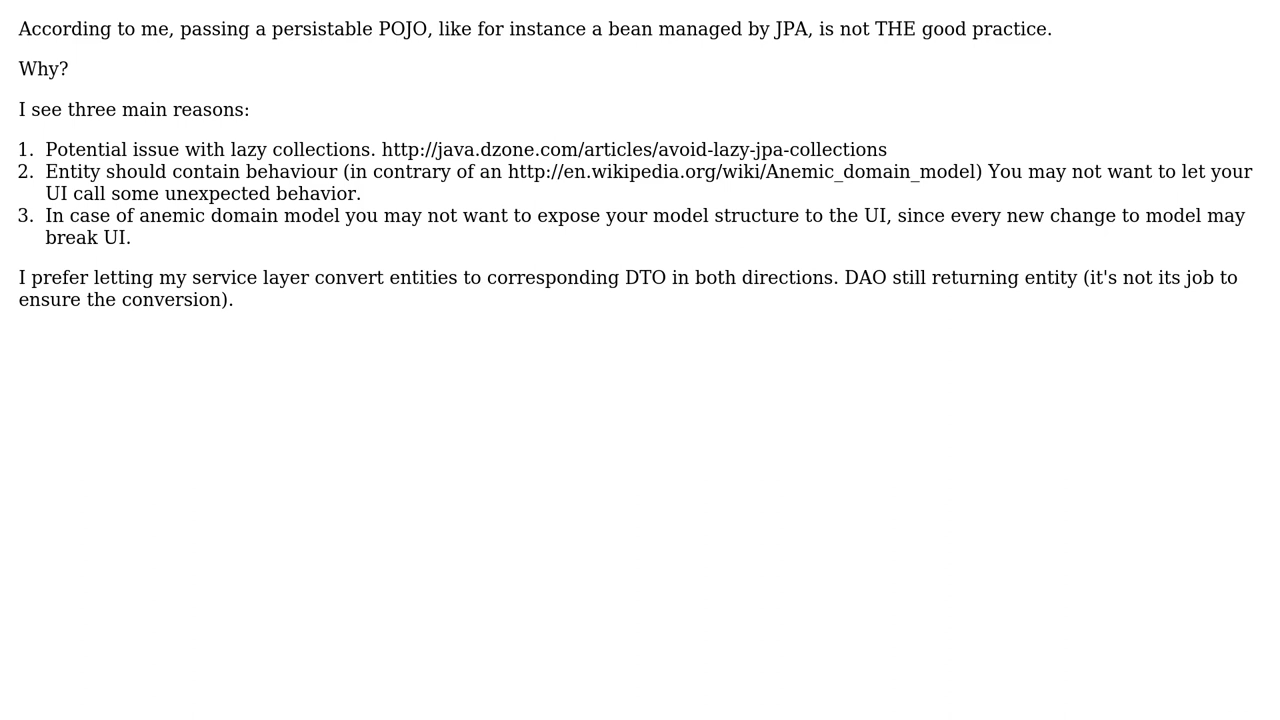 According to me, passing a persistable POJO, like for instance a bean managed by JPA, is not THE good practice.
Why?
I see three main reasons:
1. Potential issue with lazy collections. http://java.dzone.com/articles/avoid-lazy-jpa-collections
2. Entity should contain behaviour (in contrary of an http://en.wikipedia.org/wiki/Anemic_domain_model) You may not want to let your
UI call some unexpected behavior.
3. In case of anemic domain model you may not want to expose your model structure to the UI, since every new change to model may
break UI.
I prefer letting my service layer convert entities to corresponding DTO in both directions. DAO still returning entity (it's not its job to
ensure the conversion).